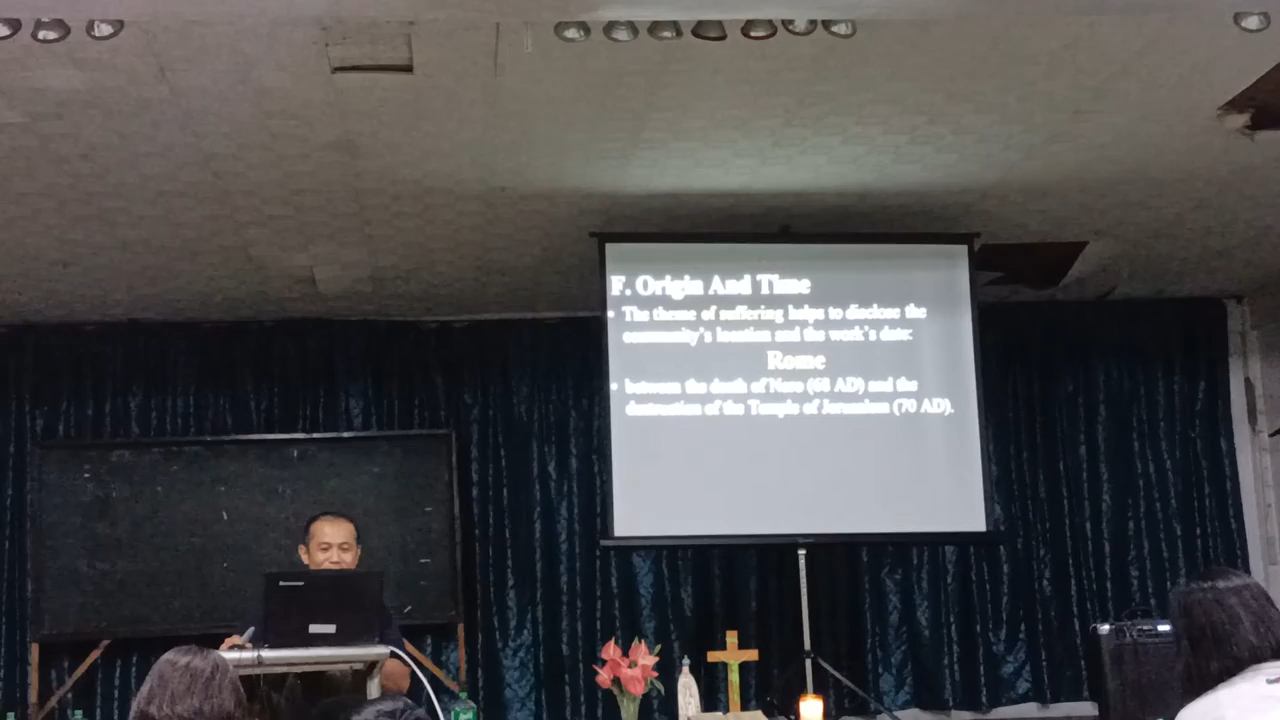 F. Origin And Time
• The theme of suffering helps to disclose the
community's location and the work's date:
Rome
• between the death of Nero (68 AD) and the
destruction of the Temple of Jerusalem (70 AD).
lenovo